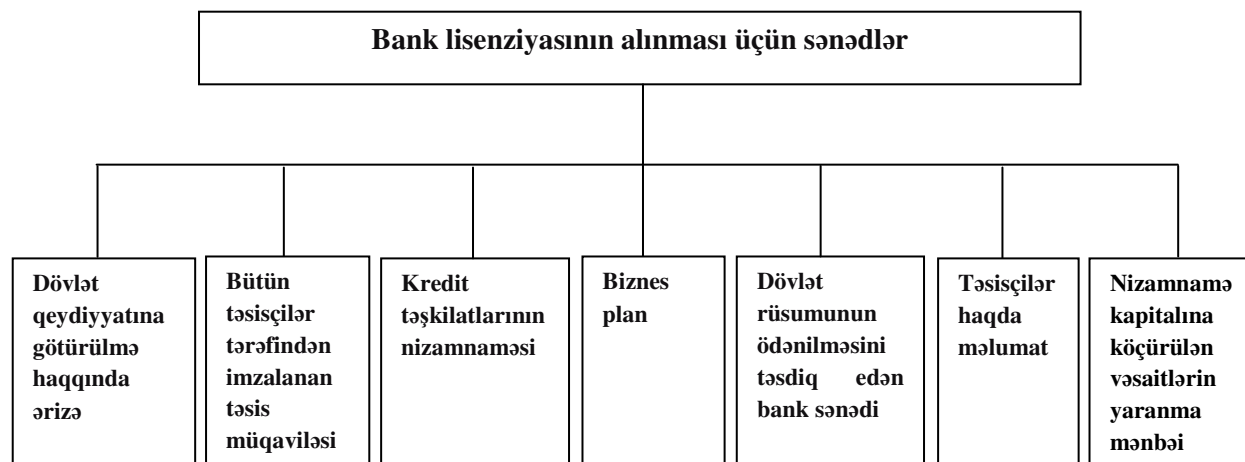 Bank lisenziyasının alınması üçün sənədlər
Dövlət
qeydiyyatına
götürülmə
haqqında
ərizə
Bütün
təsisçilər
tərəfindən
imzalanan
təsis
müqaviləsi
Kredit
təşkilatlarının
nizamnaməsi
Biznes
plan
Dövlət
rüsumunun
ödənilməsini
təsdiq edən
bank sənədi
Təsisçilər
haqda
məlumat
Nizamnamə
kapitalına
köçürülən
vəsaitlərin
yaranma
mənbəi